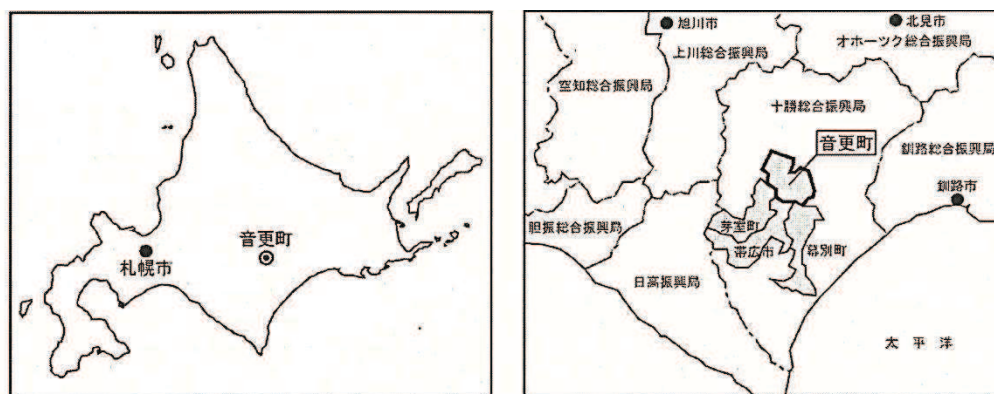 音更町
札幌市
旭川市
北見市
上川総合振興局
オホーツク総合振興局
空知総合振興局
十勝総合振興局
音更町
釧路総合振興局
釧路市
胆振総合振興局
芽室町
帯広市
幕別町
日高振興局
太平洋